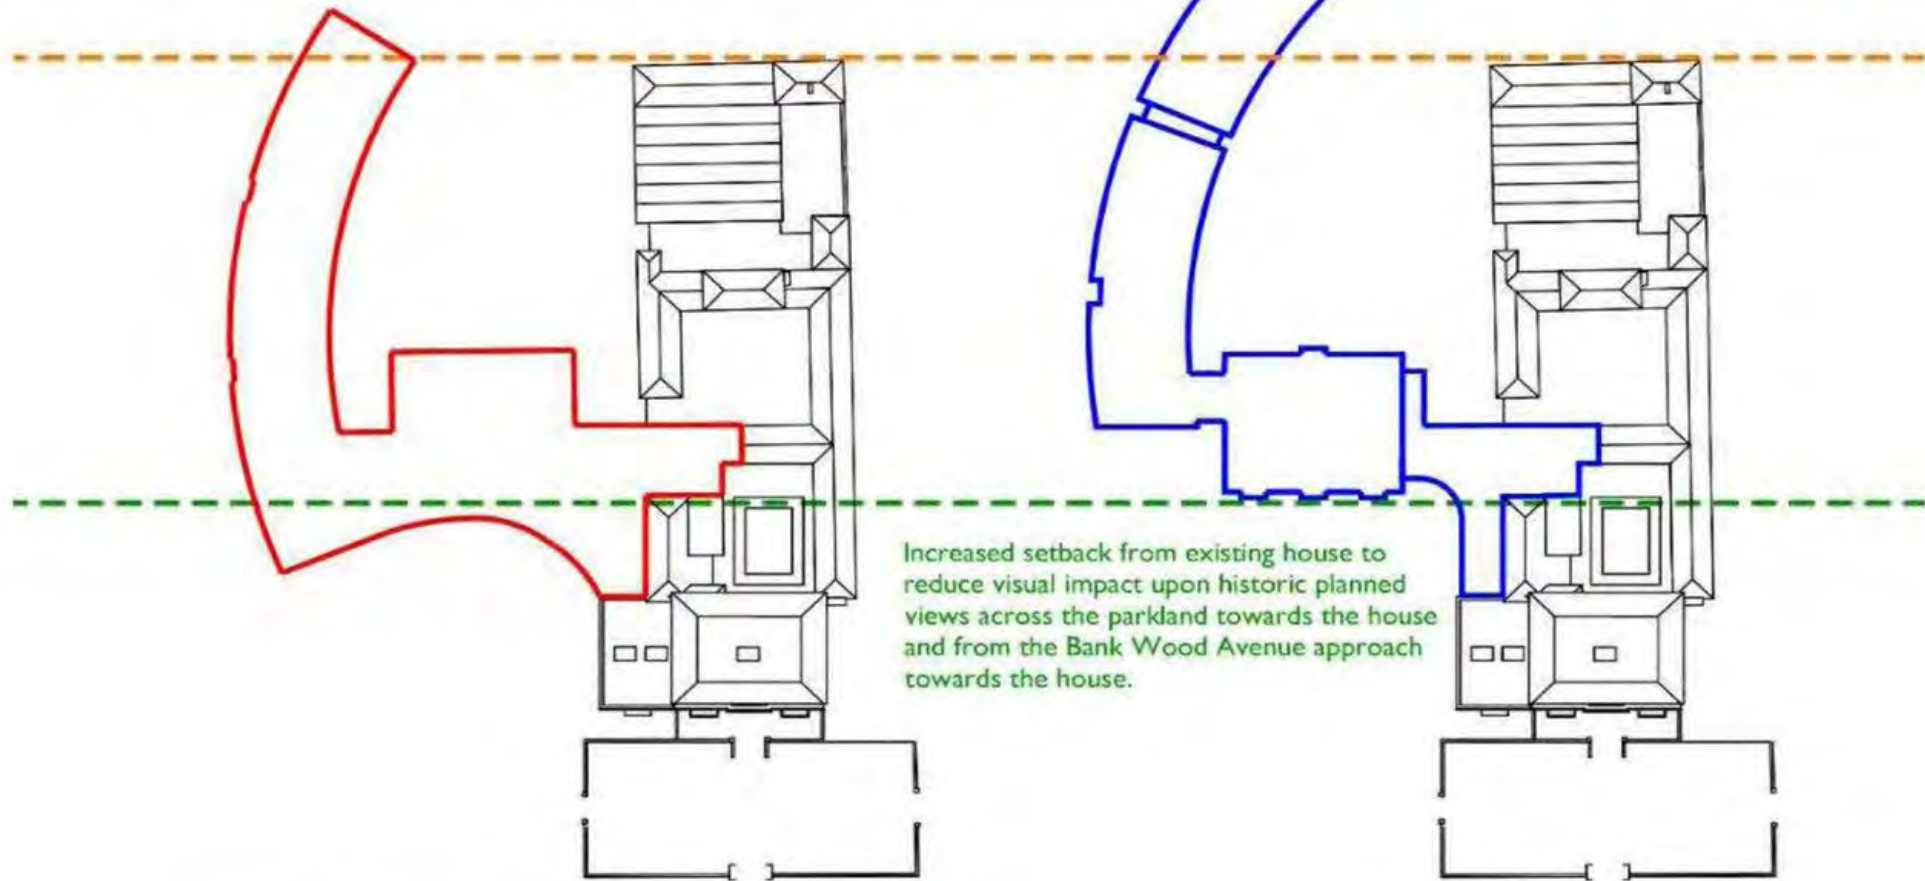 Increased setback from existing house to
reduce visual impact upon historic planned
views across the parkland towards the house
and from the Bank Wood Avenue approach
towards the house.